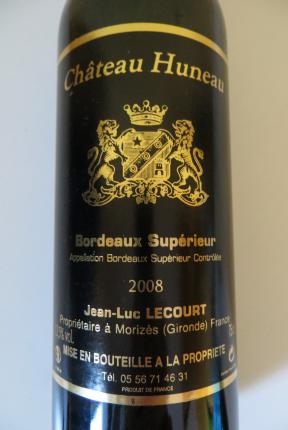 Château Huneau
Bordeaux Supérieur
Appellation Bordeaux Supérieur Contrôlée
2008
Jean-Luc LECOURT
Propriétaire à Morizès (Gironde) France
MISE EN BOUTEILLE A LA PROPRIETE
Tél. 05 56 71 46 31
PRODUIT DE FRANCE